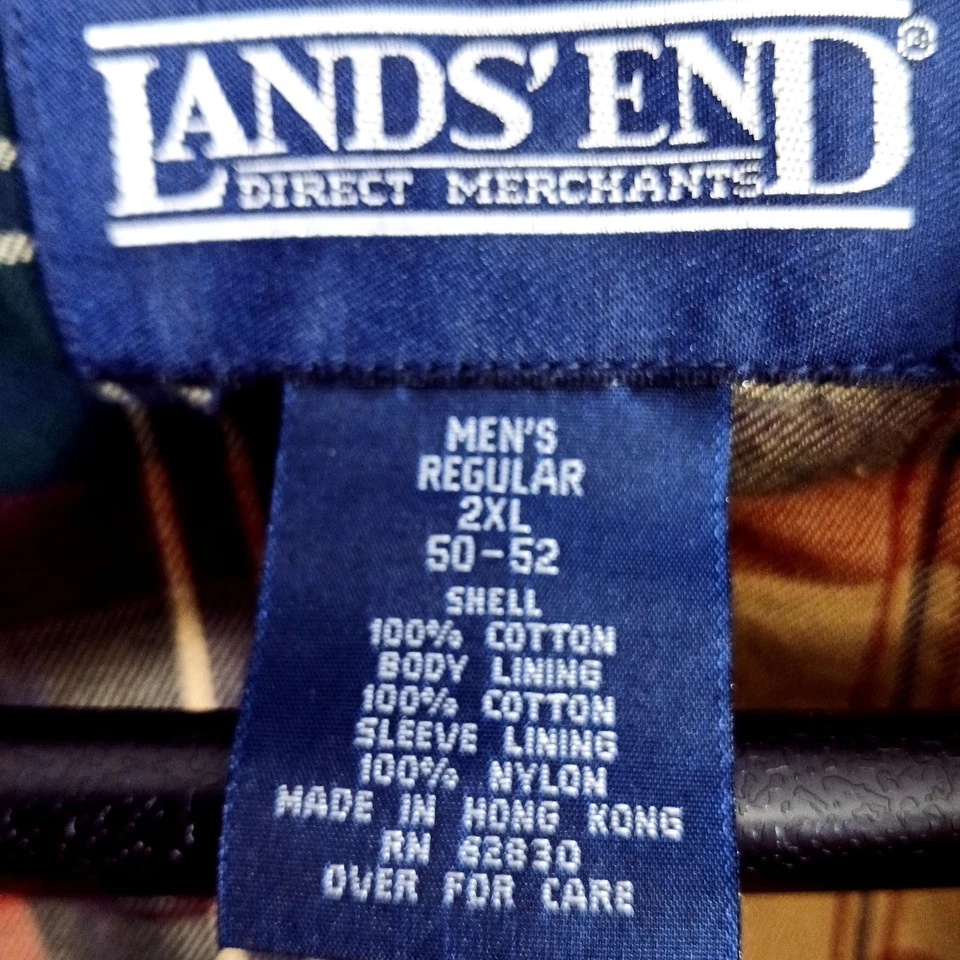 LANDS' END®
DIRECT MERCHANTS
MEN'S
REGULAR
2XL
50-52
SHELL
100% COTTON
BODY LINING
100% COTTON
SLEEVE LINING
100% NYLON
MADE IN HONG KONG
RN 62830
OVER FOR CARE